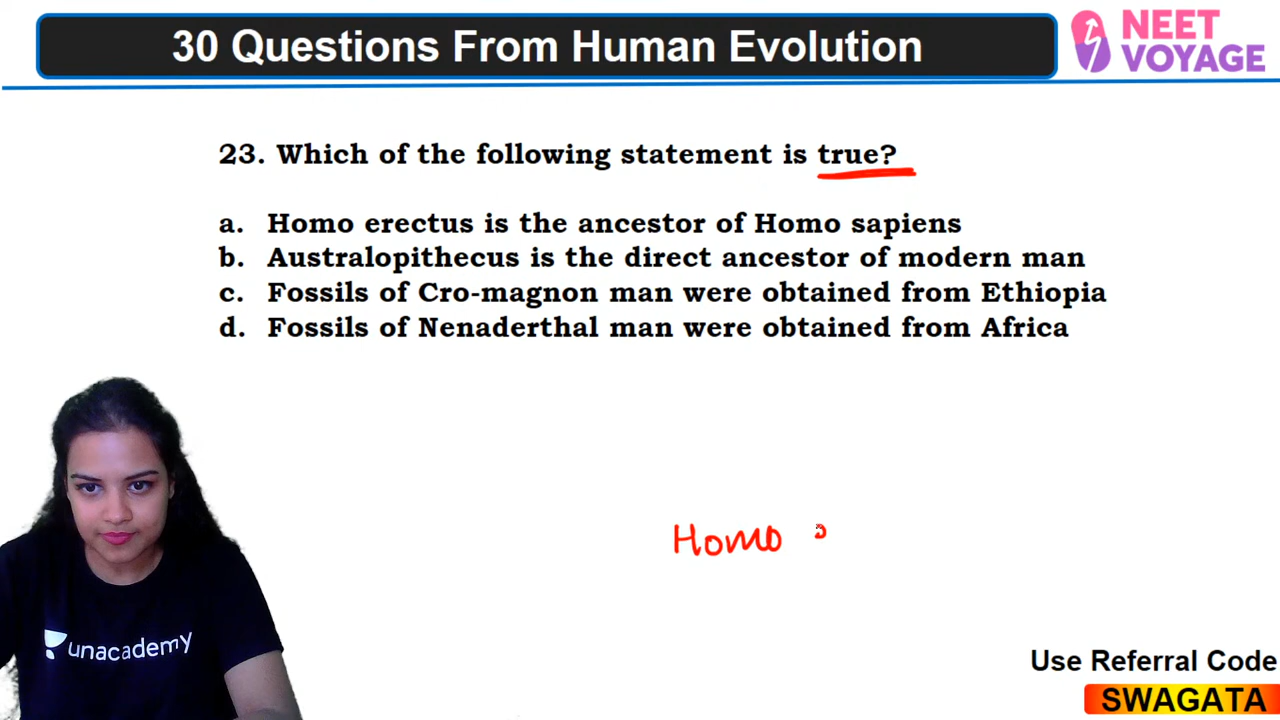 30 Questions From Human Evolution
NEET
VOYAGE
23. Which of the following statement is true?
a. Homo erectus is the ancestor of Homo sapiens
b. Australopithecus is the direct ancestor of modern man
c. Fossils of Cro-magnon man were obtained from Ethiopia
d. Fossils of Nenaderthal man were obtained from Africa
Homo
unacademy
Use Referral Code
SWAGATA